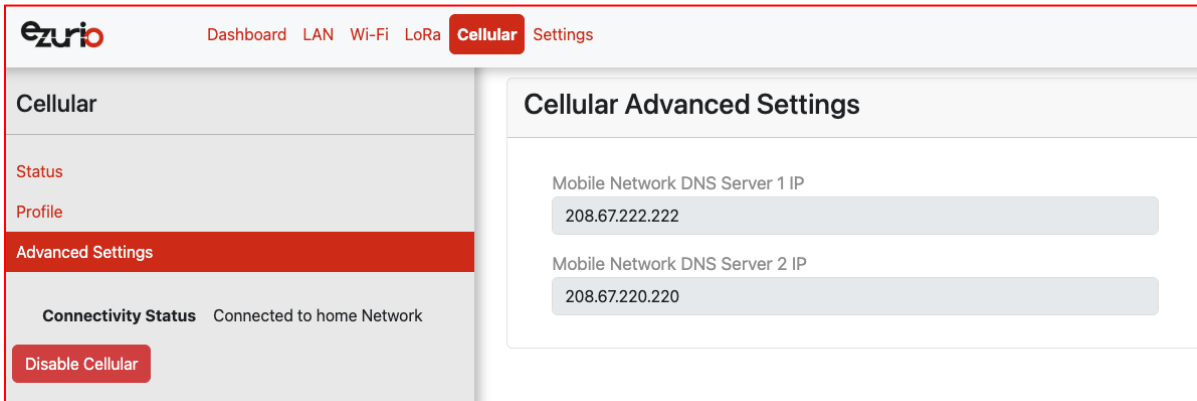 ezurio
Dashboard LAN Wi-Fi LoRa Cellular Settings
Cellular
Status
Profile
Advanced Settings
Connectivity Status Connected to home Network
Disable Cellular
Cellular Advanced Settings
Mobile Network DNS Server 1 IP
208.67.222.222
Mobile Network DNS Server 2 IP
208.67.220.220